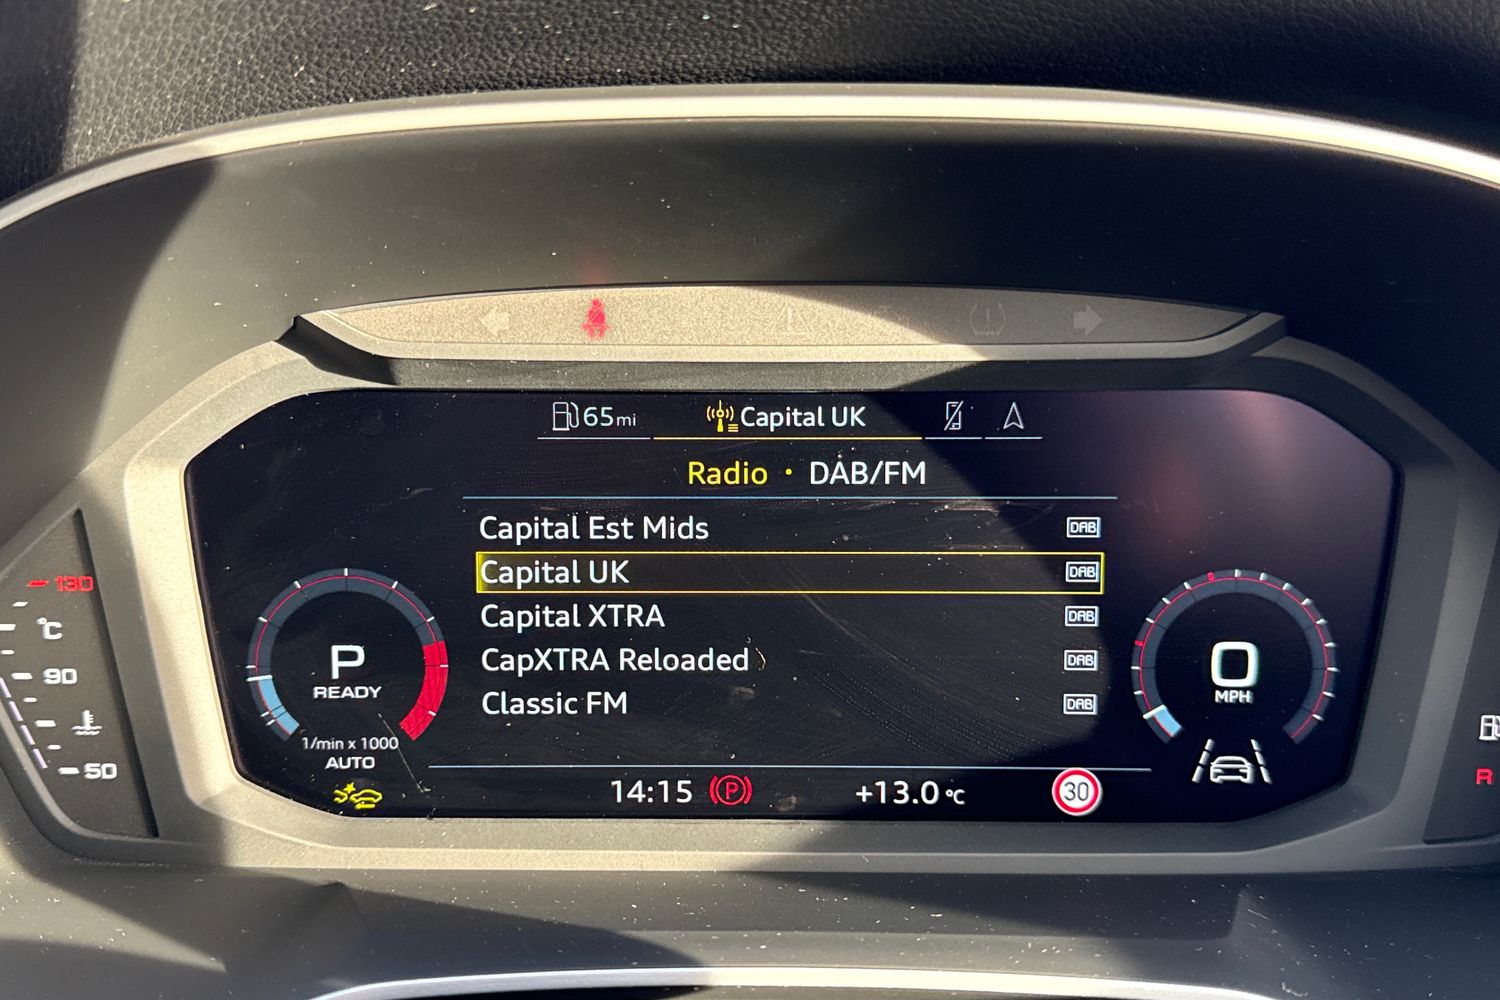 65mi Capital UK
Radio · DAB/FM
Capital Est Mids DAB
Capital UK DAB
Capital XTRA DAB
CapXTRA Reloaded DAB
Classic FM DAB
130
°C
90
50
P
READY
1/min x 1000
AUTO
0
MPH
14:15 P +13.0 °C 30
R